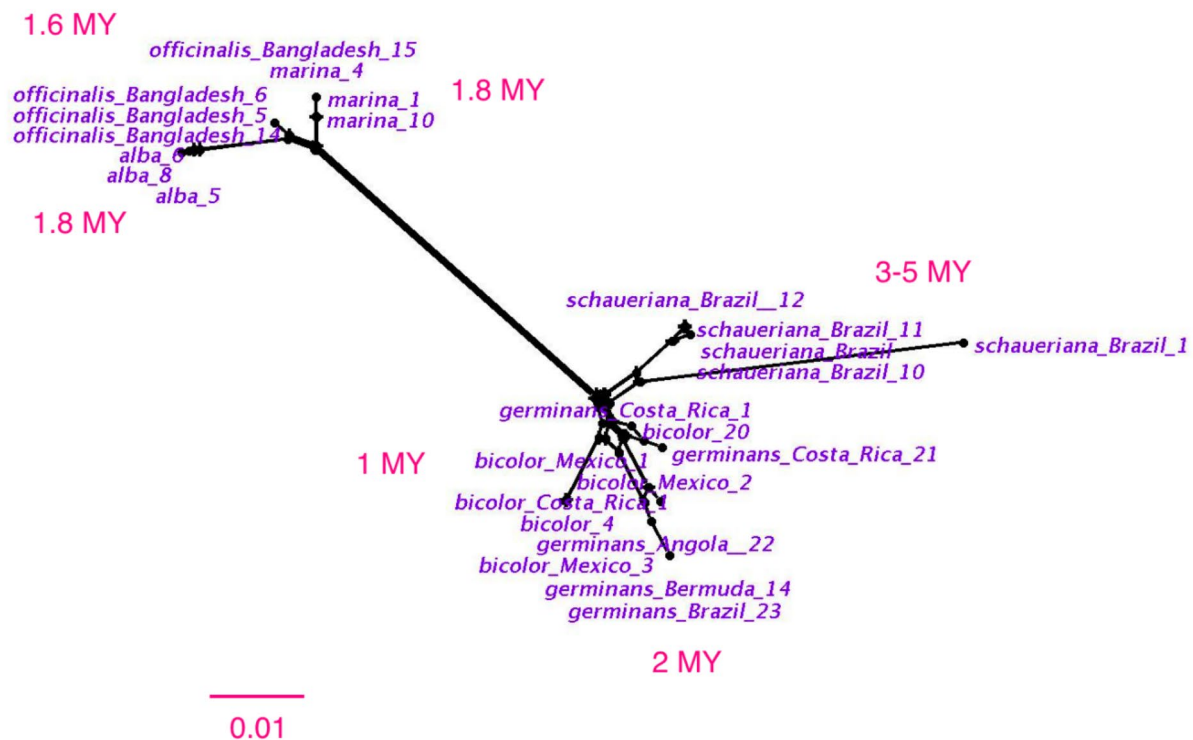 1.6 MY
officinalis_Bangladesh_15
marina_4
officinalis_Bangladesh_6
marina_1
1.8 MY
officinalis_Bangladesh_5
marina_10
officinalis_Bangladesh_14
alba_6
alba_8
alba_5
1.8 MY
3-5 MY
schaueriana_Brazil__12
schaueriana_Brazil_11
schaueriana_Brazil
schaueriana_Brazil_1
schaueriana_Brazil_10
germinans_Costa_Rica_1
bicolor_20
germinans_Costa_Rica_21
1 MY
bicolor_Mexico_1
bicolor_Mexico_2
bicolor_Costa_Rica_1
bicolor_4
germinans_Angola__22
bicolor_Mexico_3
germinans_Bermuda_14
germinans_Brazil_23
2 MY
0.01